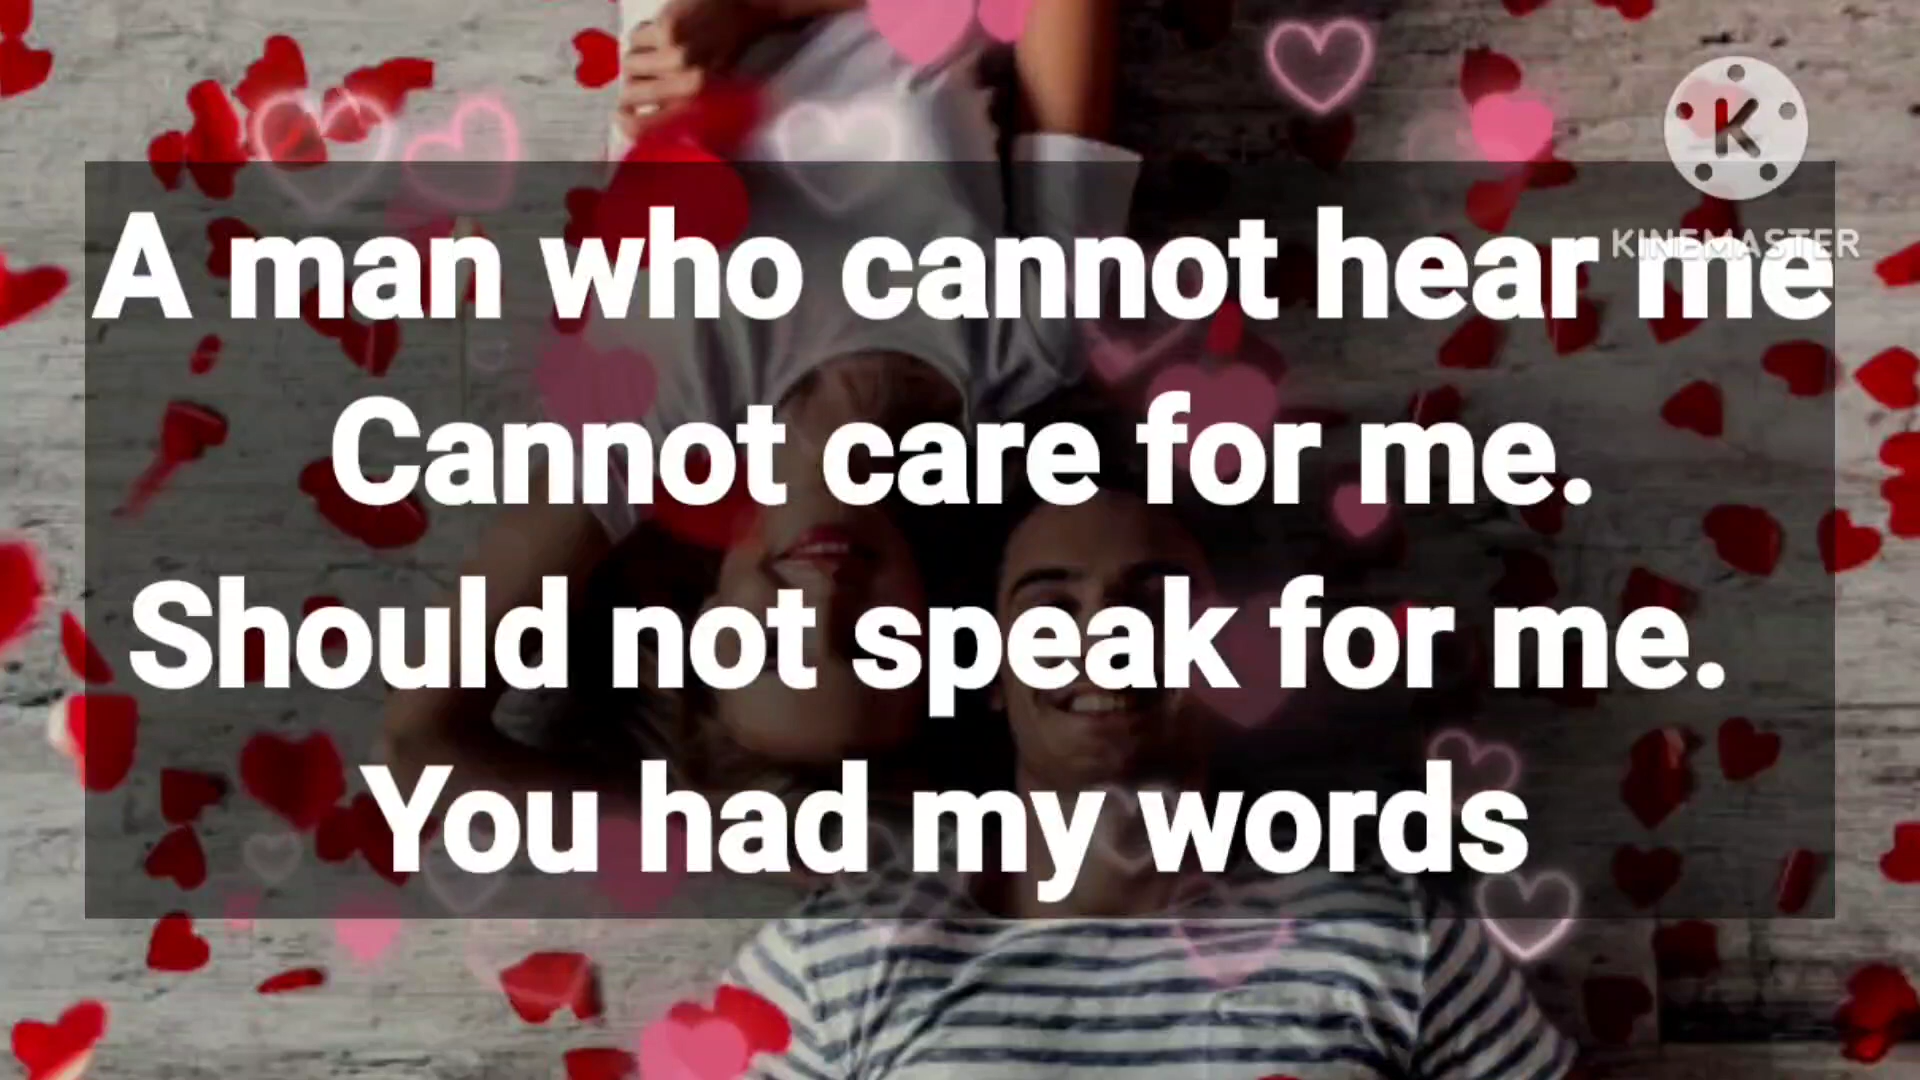 K
KINEMASTER
A man who cannot hear me
Cannot care for me.
Should not speak for me.
You had my words